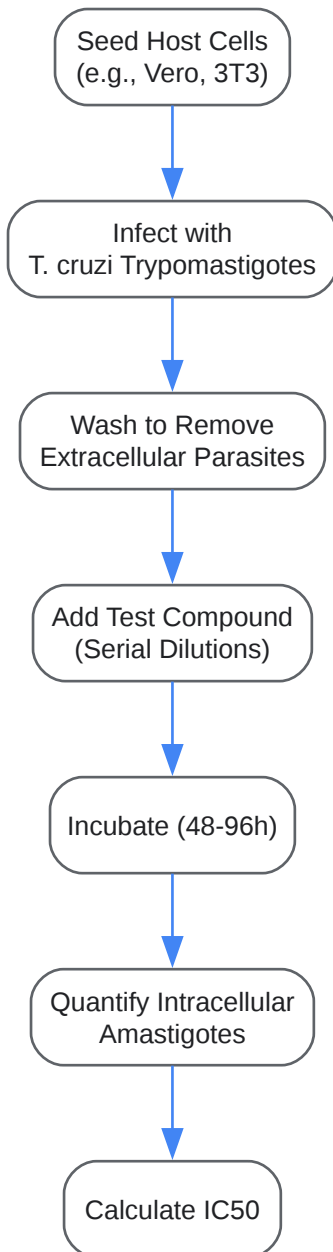 Seed Host Cells
(e.g., Vero, 3T3)
Infect with
T. cruzi Trypomastigotes
Wash to Remove
Extracellular Parasites
Add Test Compound
(Serial Dilutions)
Incubate (48-96h)
Quantify Intracellular
Amastigotes
Calculate IC50